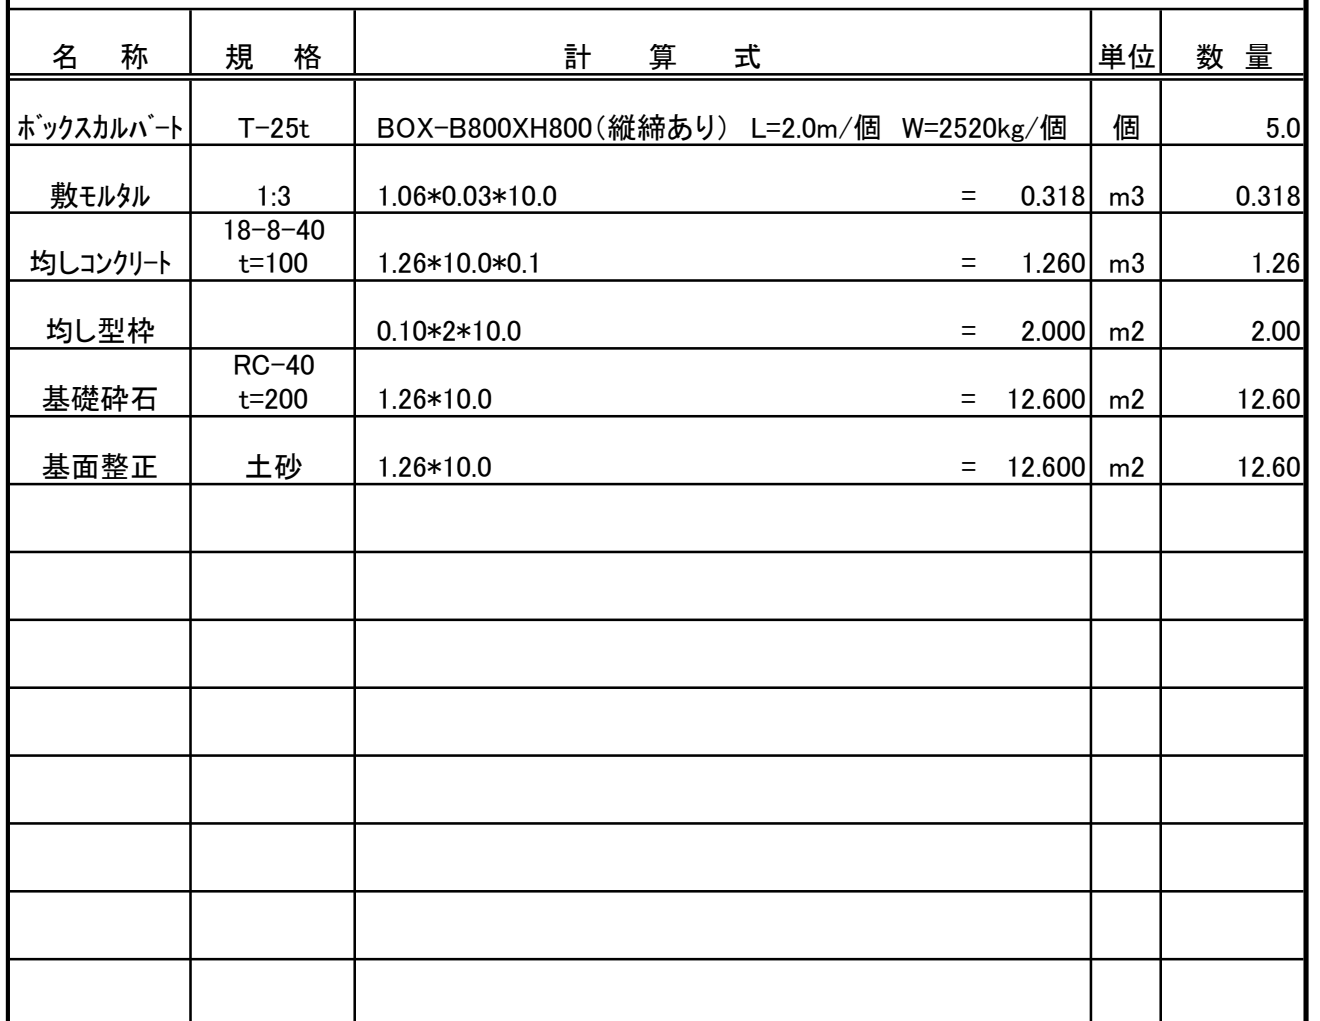 名 称 規 格 計 算 式 単位 数 量
ﾎﾞｯｸｽｶﾙﾊﾞｰﾄ T-25t BOX-B800XH800(縦締あり) L=2.0m/個 W=2520kg/個 個 5.0
敷ﾓﾙﾀﾙ 1:3 1.06*0.03*10.0 = 0.318 m3 0.318
18-8-40
均しｺﾝｸﾘｰﾄ t=100 1.26*10.0*0.1 = 1.260 m3 1.26
均し型枠 0.10*2*10.0 = 2.000 m2 2.00
RC-40
基礎砕石 t=200 1.26*10.0 = 12.600 m2 12.60
基面整正 土砂 1.26*10.0 = 12.600 m2 12.60